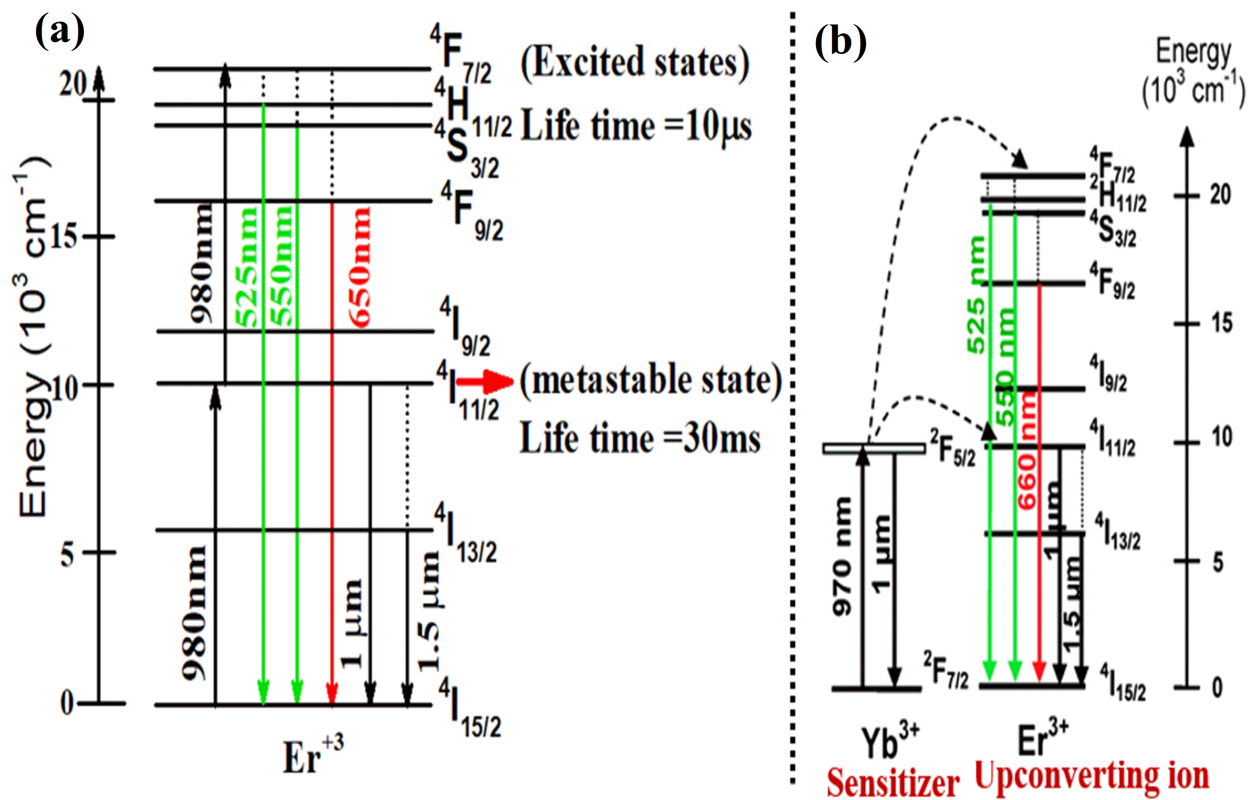 (a)
Energy (10³ cm⁻¹)
20
15
10
5
0
⁴F₇/₂
⁴H₁₁/₂
⁴S₃/₂
⁴F₉/₂
⁴I₉/₂
⁴I₁₁/₂
⁴I₁₃/₂
⁴I₁₅/₂
(Excited states)
Life time =10μs
(metastable state)
Life time =30ms
980nm
525nm
550nm
650nm
980nm
1 μm
1.5 μm
Er⁺³
(b)
Energy
(10³ cm⁻¹)
20
15
10
5
0
⁴F₇/₂
²H₁₁/₂
⁴S₃/₂
⁴F₉/₂
⁴I₉/₂
⁴I₁₁/₂
⁴I₁₃/₂
⁴I₁₅/₂
²F₅/₂
²F₇/₂
525 nm
550 nm
660 nm
970 nm
1 μm
1 μm
1.5 μm
Yb³⁺
Er³⁺
Sensitizer
Upconverting ion